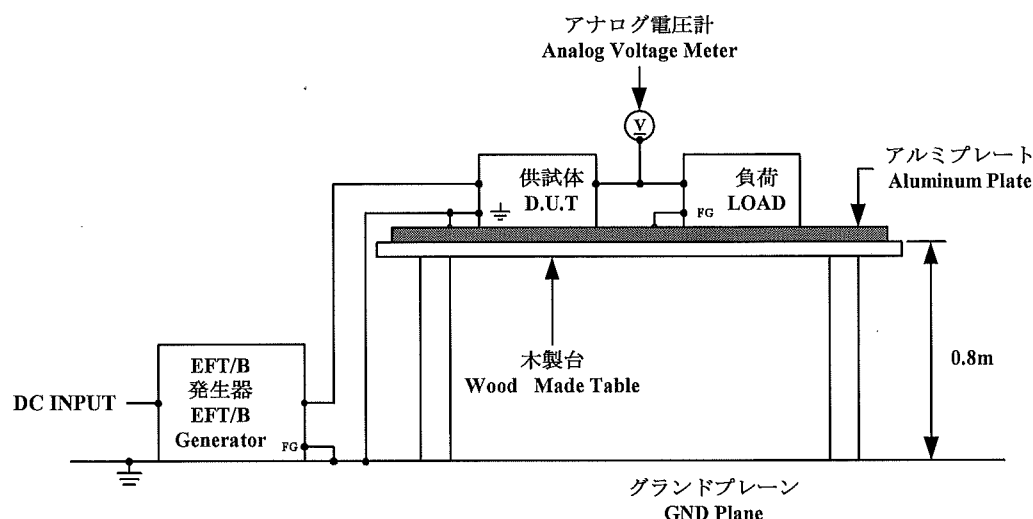 アナログ電圧計
Analog Voltage Meter
V
アルミプレート
Aluminum Plate
供試体
D.U.T
負荷
LOAD
FG
木製台
Wood Made Table
0.8m
DC INPUT
EFT/B
発生器
EFT/B
Generator
FG
グランドプレーン
GND Plane